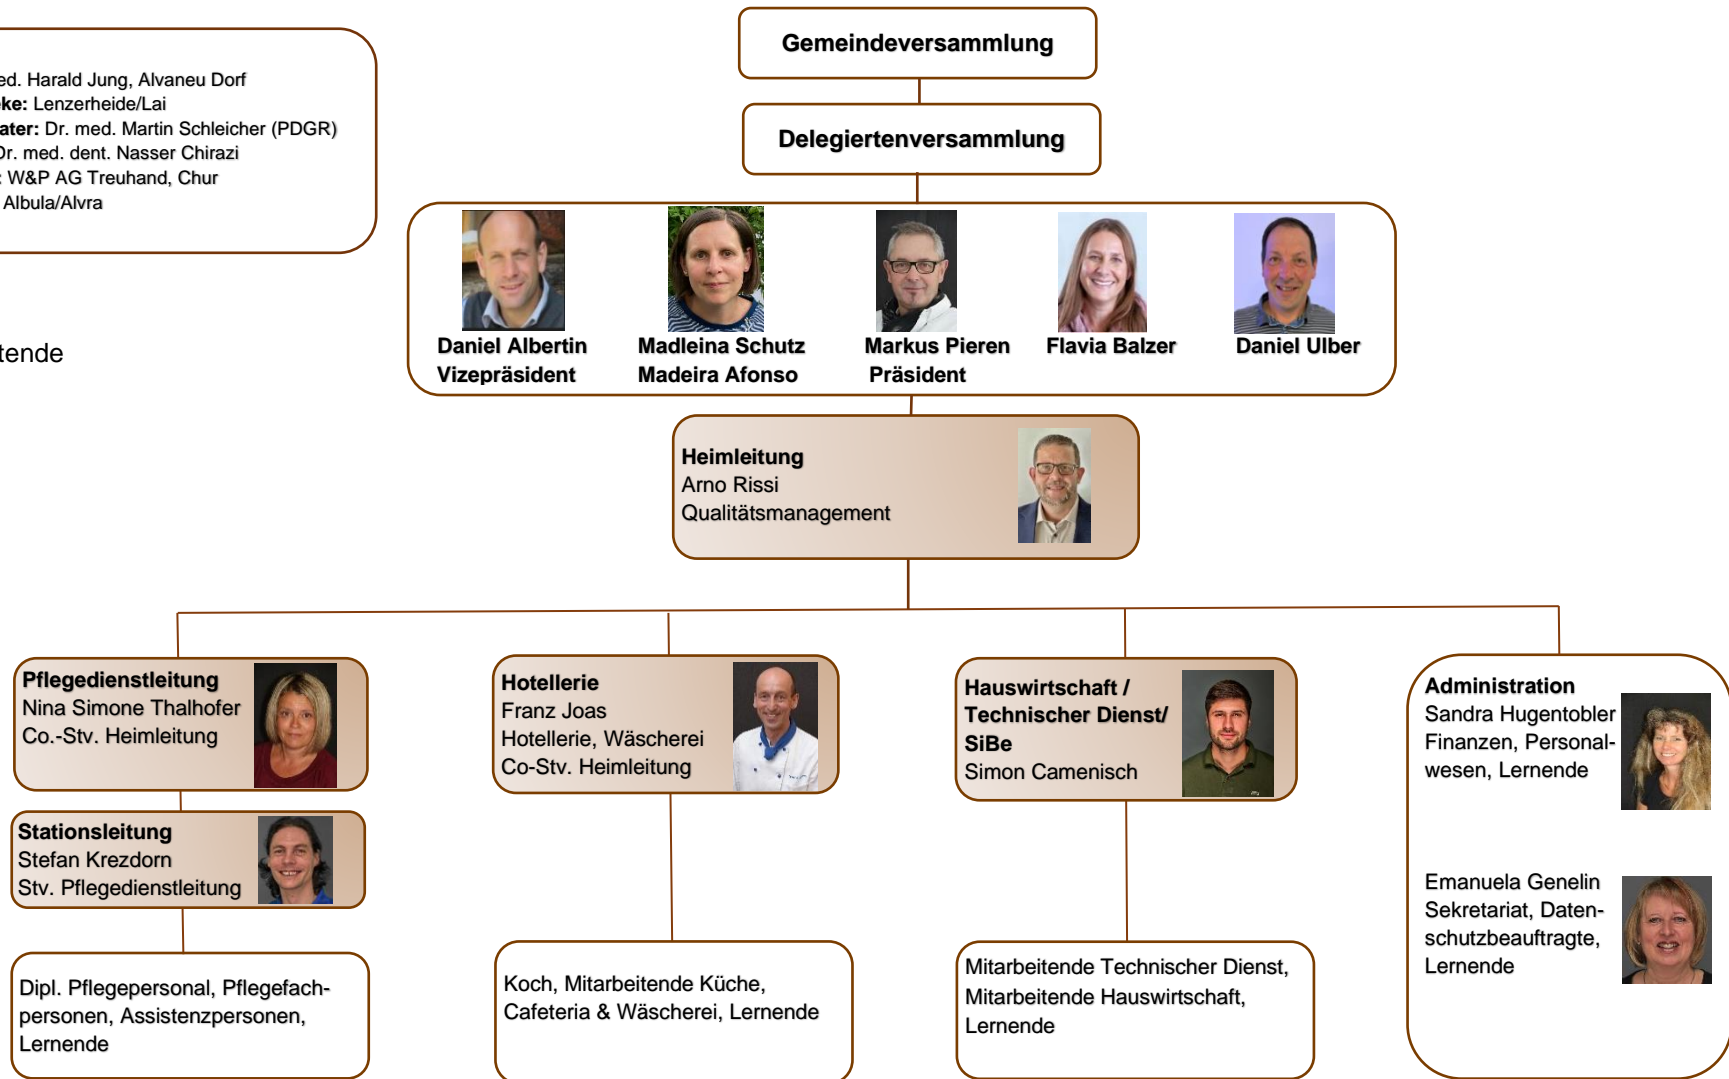 Gemeindeversammlung
Harald Jung, Alvaneu Dorf
Lenzerheide/Lai
Dr. med. Martin Schleicher (PDGR)
Dr. med. dent. Nasser Chirazi
W&P AG Treuhand, Chur
Albula/Alvra
Delegiertenversammlung
Daniel Albertin
Vizepräsident
Madleina Schutz
Madeira Afonso
Markus Pieren
Präsident
Flavia Balzer
Daniel Ulber
Heimleitung
Arno Rissi
Qualitätsmanagement
Pflegedienstleitung
Nina Simone Thalhofer
Co.-Stv. Heimleitung
Stationsleitung
Stefan Krezdorn
Stv. Pflegedienstleitung
Dipl. Pflegepersonal, Pflegefach-
personen, Assistenzpersonen,
Lernende
Hotellerie
Franz Joas
Hotellerie, Wäscherei
Co-Stv. Heimleitung
Koch, Mitarbeitende Küche,
Cafeteria & Wäscherei, Lernende
Hauswirtschaft /
Technischer Dienst/
SiBe
Simon Camenisch
Mitarbeitende Technischer Dienst,
Mitarbeitende Hauswirtschaft,
Lernende
Administration
Sandra Hugentobler
Finanzen, Personal-
wesen, Lernende
Emanuela Genelin
Sekretariat, Daten-
schutzbeauftragte,
Lernende